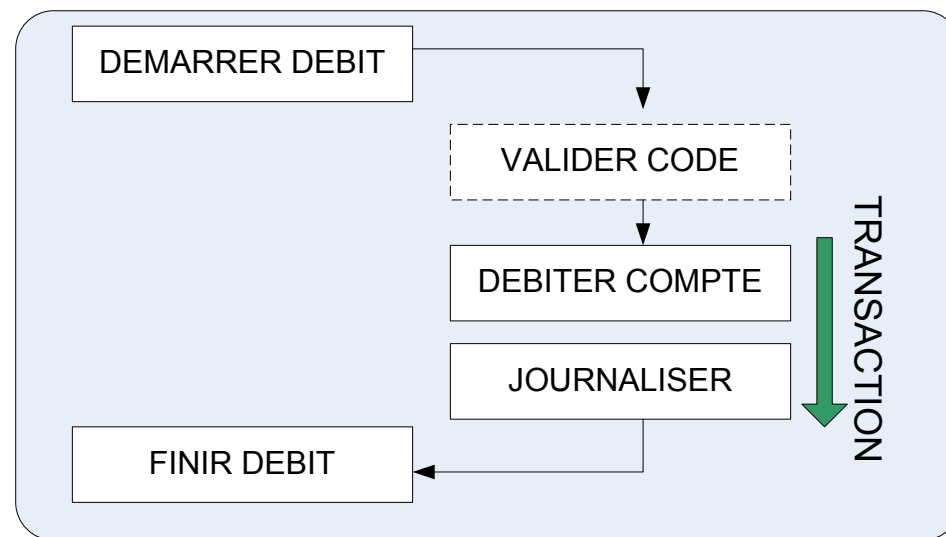 DEMARRER DEBIT
VALIDER CODE
DEBITER COMPTE
JOURNALISER
FINIR DEBIT
TRANSACTION